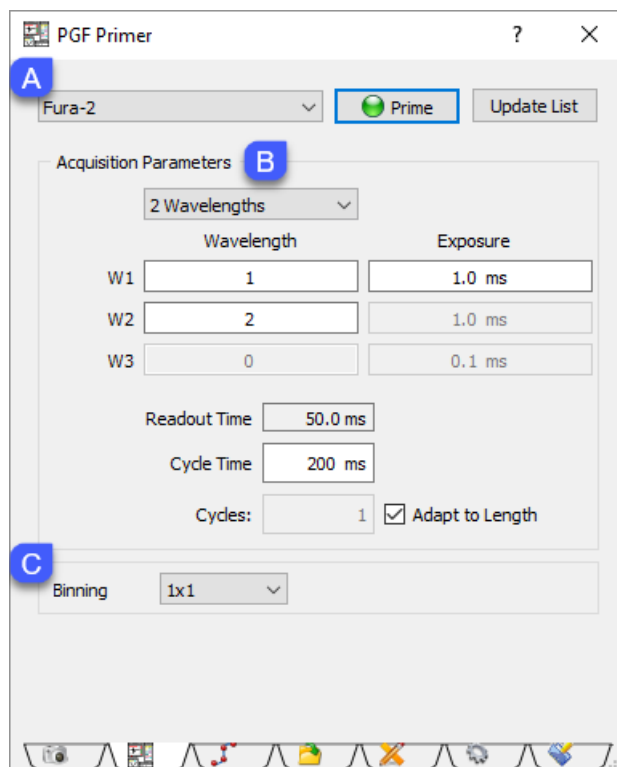 PGF Primer ?
A
Fura-2 Prime Update List
Acquisition Parameters B
2 Wavelengths
Wavelength Exposure
W1 1 1.0 ms
W2 2 1.0 ms
W3 0 0.1 ms
Readout Time 50.0 ms
Cycle Time 200 ms
Cycles: 1 Adapt to Length
C
Binning 1x1